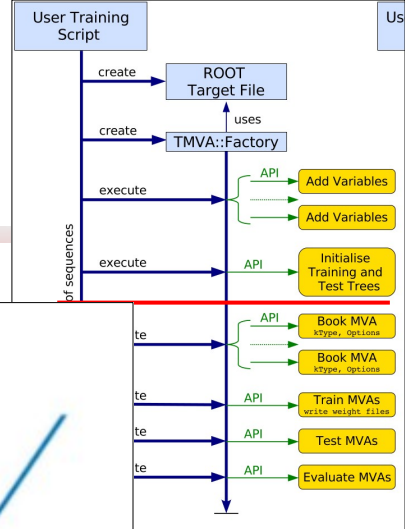 User Training
Script
Us
create
ROOT
Target File
uses
create
TMVA::Factory
execute
API
Add Variables
Add Variables
of sequences
execute
API
Initialise
Training and
Test Trees
te
API
Book MVA
kType, Options
Book MVA
kType, Options
te
API
Train MVAs
write weight files
te
API
Test MVAs
te
API
Evaluate MVAs